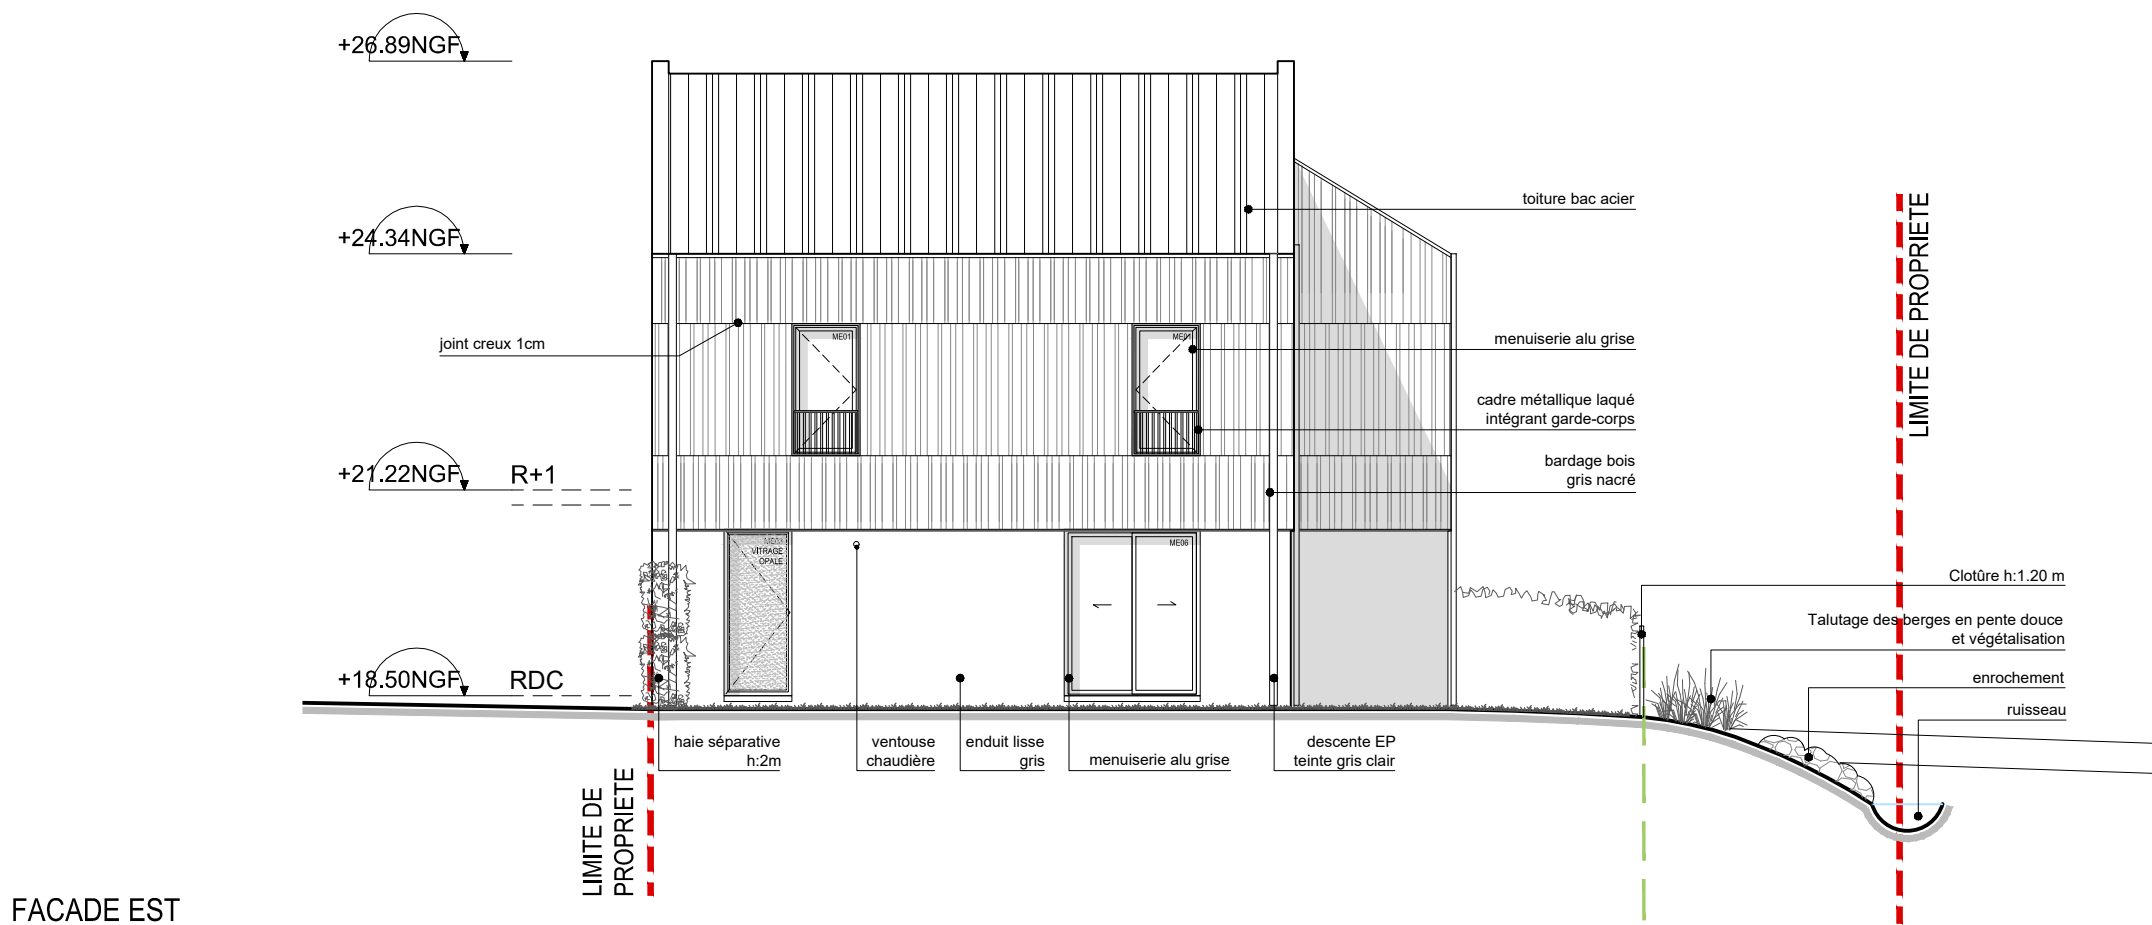 +26.89NGF
+24.34NGF
+21.22NGF
R+1
+18.50NGF
RDC
joint creux 1cm
ME01
ME01
toiture bac acier
menuiserie alu grise
cadre métallique laqué
intégrant garde-corps
bardage bois
gris nacré
VITRAGE
OPALE
ME06
Clotûre h:1.20 m
Talutage des berges en pente douce
et végétalisation
enrochement
ruisseau
haie séparative
h:2m
ventouse
chaudière
enduit lisse
gris
menuiserie alu grise
descente EP
teinte gris clair
LIMITE DE
PROPRIETE
LIMITE DE PROPRIETE
FACADE EST